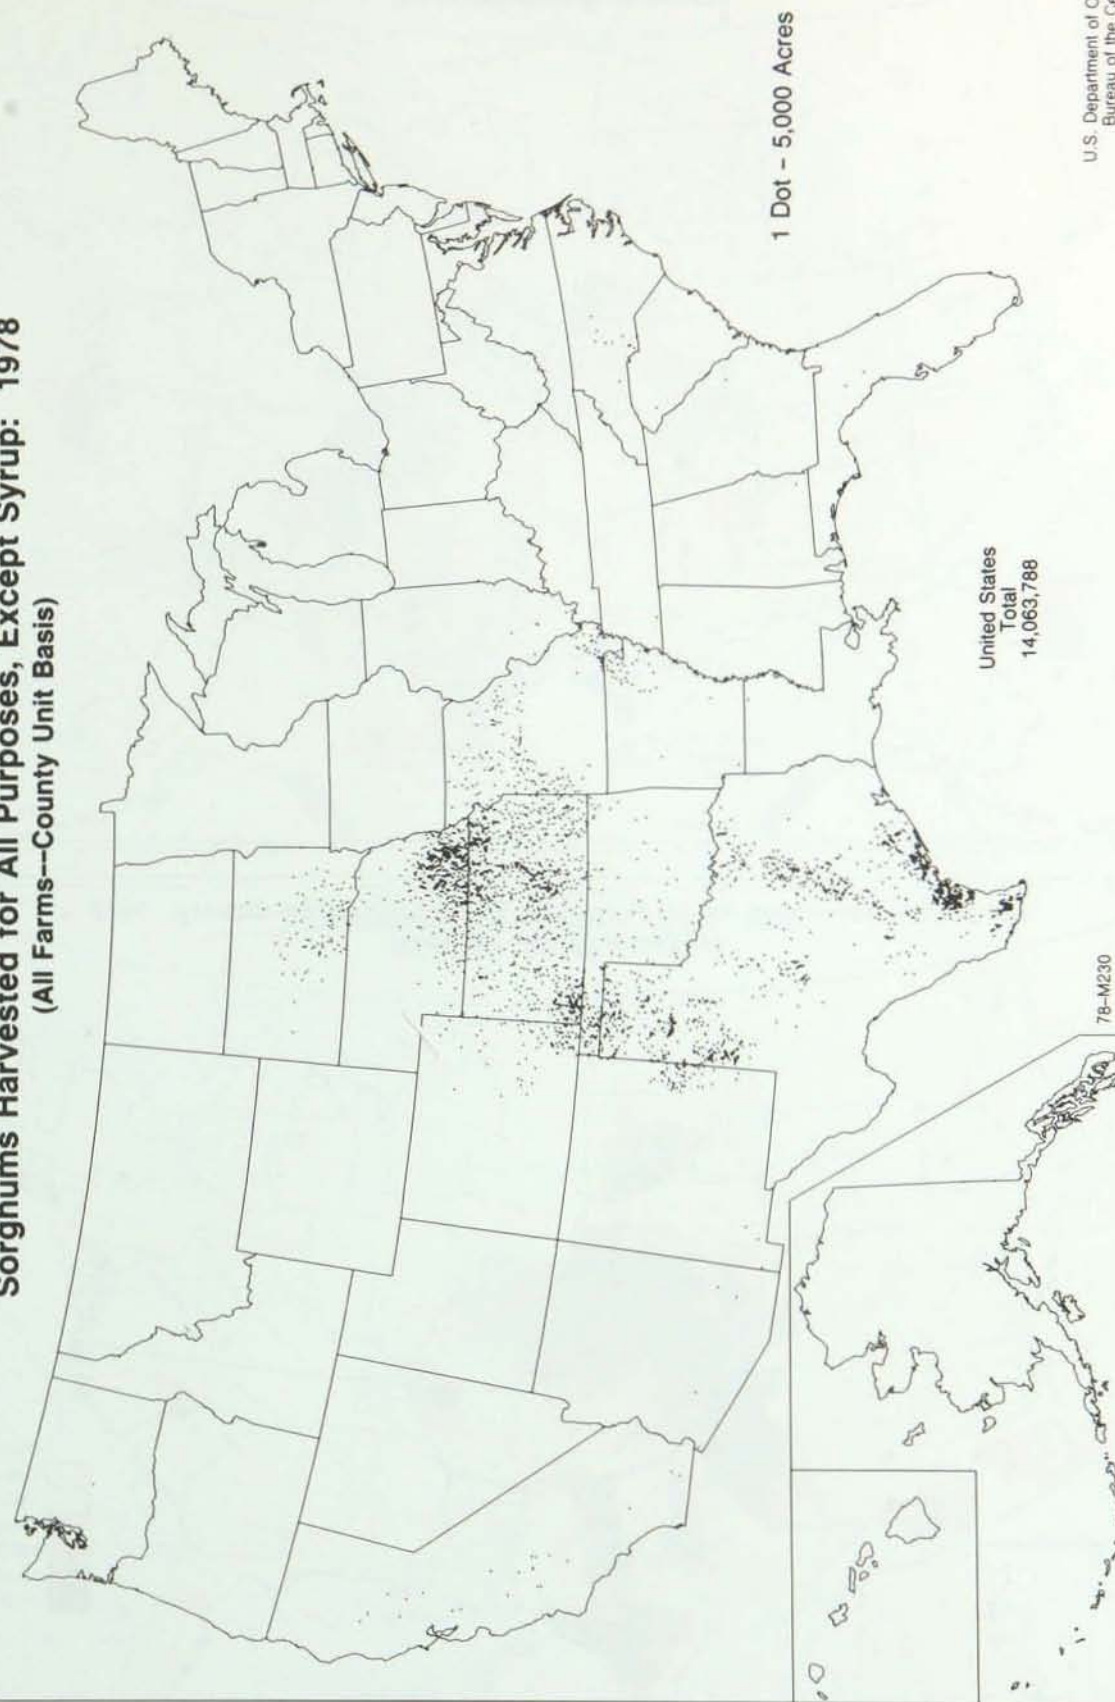 Sorghums Harvested for All Purposes, Except Syrup: 1978
(All Farms—County Unit Basis)
1 Dot – 5,000 Acres
United States
Total
14,063,788
78-M230
U.S. Department of
Bureau of the